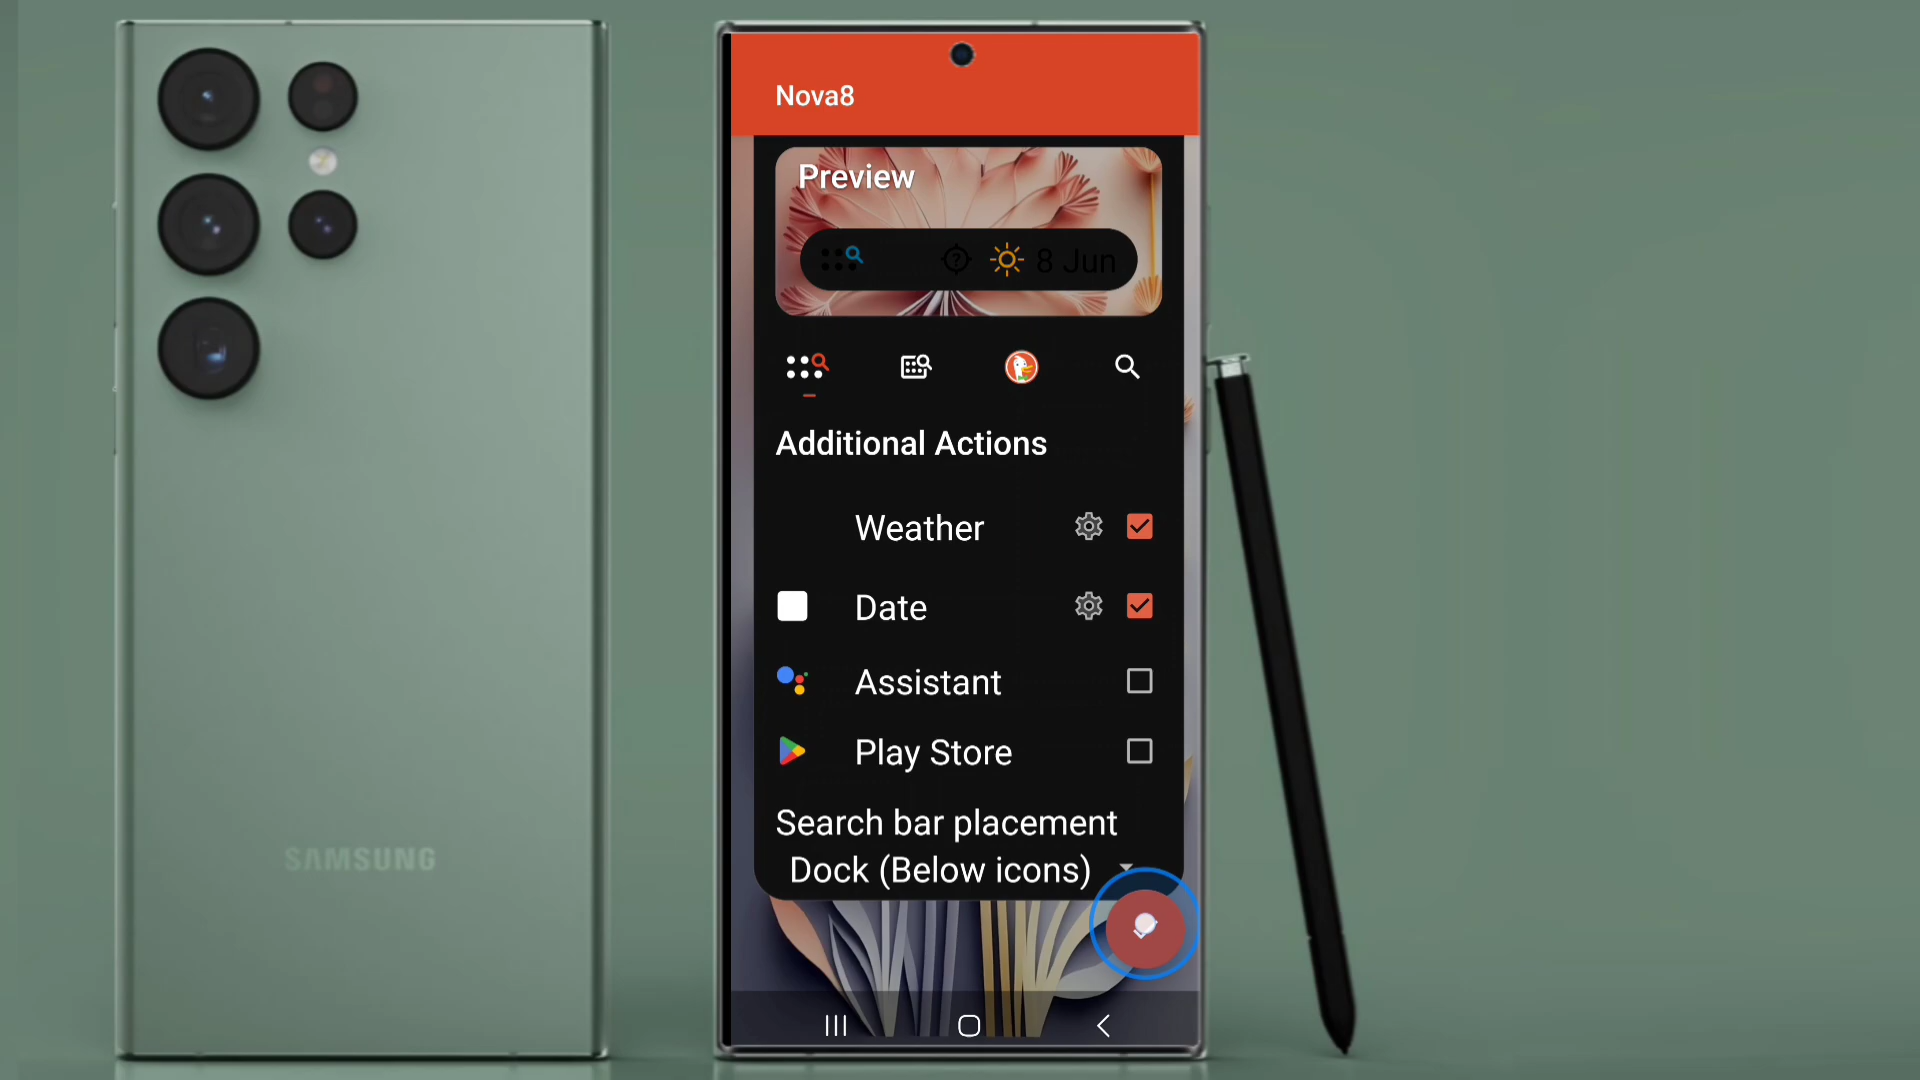 Nova8
Preview
8 Jun
Additional Actions
Weather
Date
Assistant
Play Store
Search bar placement
Dock (Below icons)
SAMSUNG